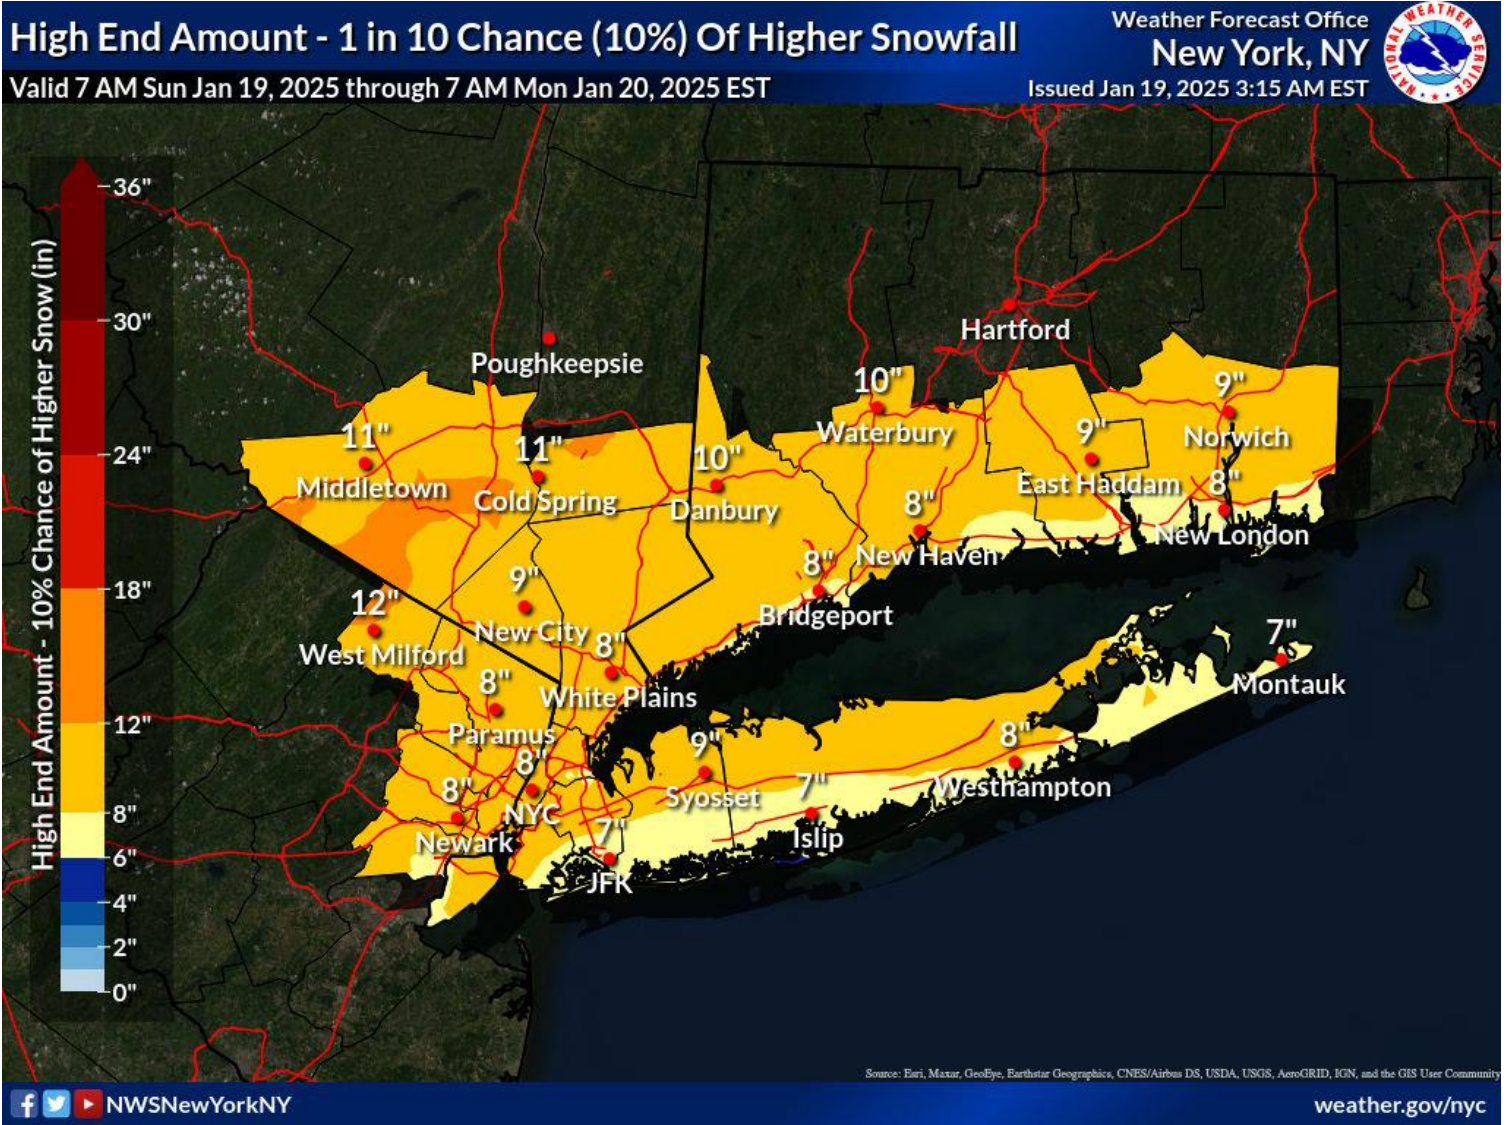 High End Amount - 1 in 10 Chance (10%) Of Higher Snowfall
Valid 7 AM Sun Jan 19, 2025 through 7 AM Mon Jan 20, 2025 EST
Weather Forecast Office
New York, NY
Issued Jan 19, 2025 3:15 AM EST
NATIONAL WEATHER SERVICE
High End Amount - 10% Chance of Higher Snow (in)
36"
30"
24"
18"
12"
8"
6"
4"
2"
0"
Hartford
Poughkeepsie
10"
Waterbury
9"
Norwich
11"
Middletown
11"
Cold Spring
10"
Danbury
9"
East Haddam
8"
New London
8"
New Haven
8"
Bridgeport
12"
West Milford
9"
New City
8"
White Plains
7"
Montauk
8"
Paramus
8"
NYC
9"
Syosset
8"
Westhampton
8"
Newark
7"
Islip
7"
JFK
Source: Esri, Maxar, GeoEye, Earthstar Geographics, CNES/Airbus DS, USDA, USGS, AeroGRID, IGN, and the GIS User Community
NWSNewYorkNY
weather.gov/nyc